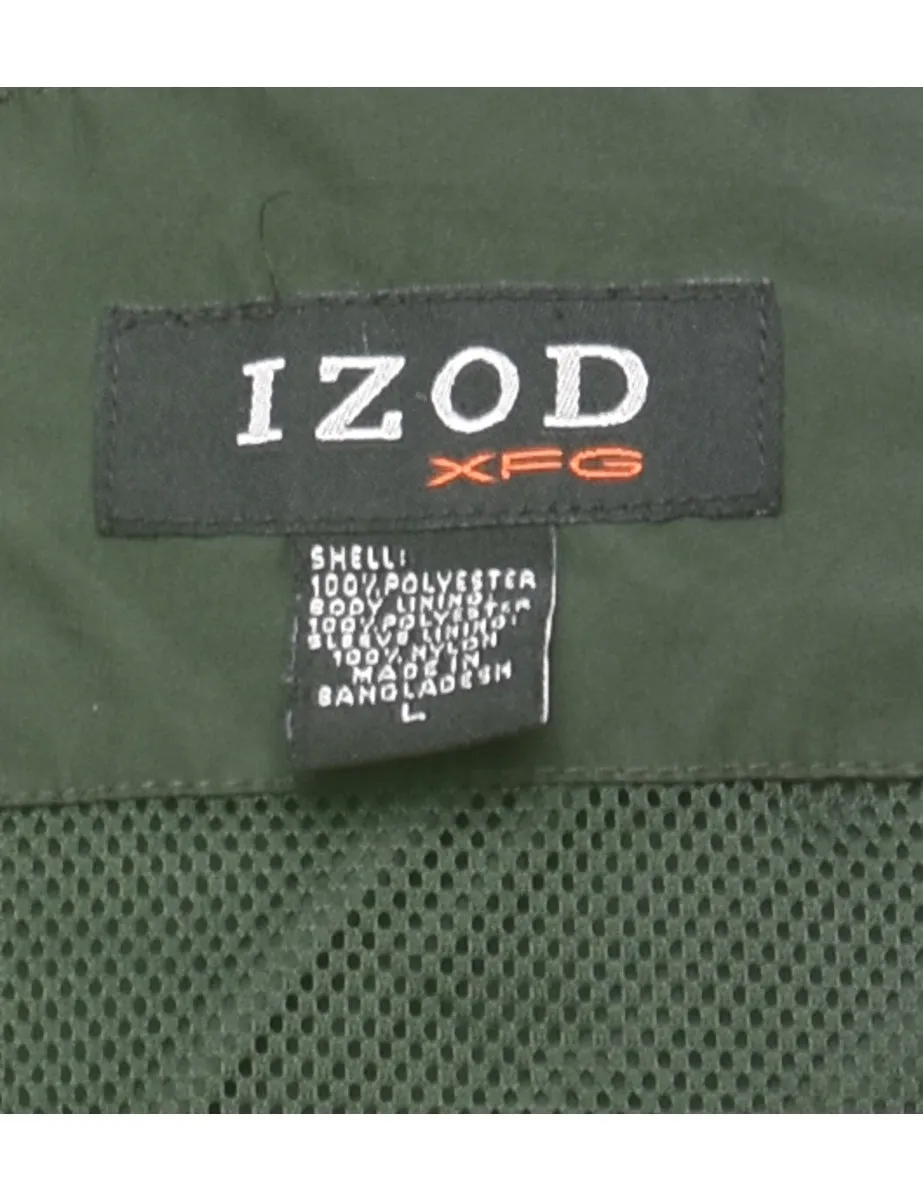 IZOD
XFG
SHELL:
100% POLYESTER
BODY LINING:
100% POLYESTER
SLEEVE LINING:
100% NYLON
MADE IN
BANGLADESH
L